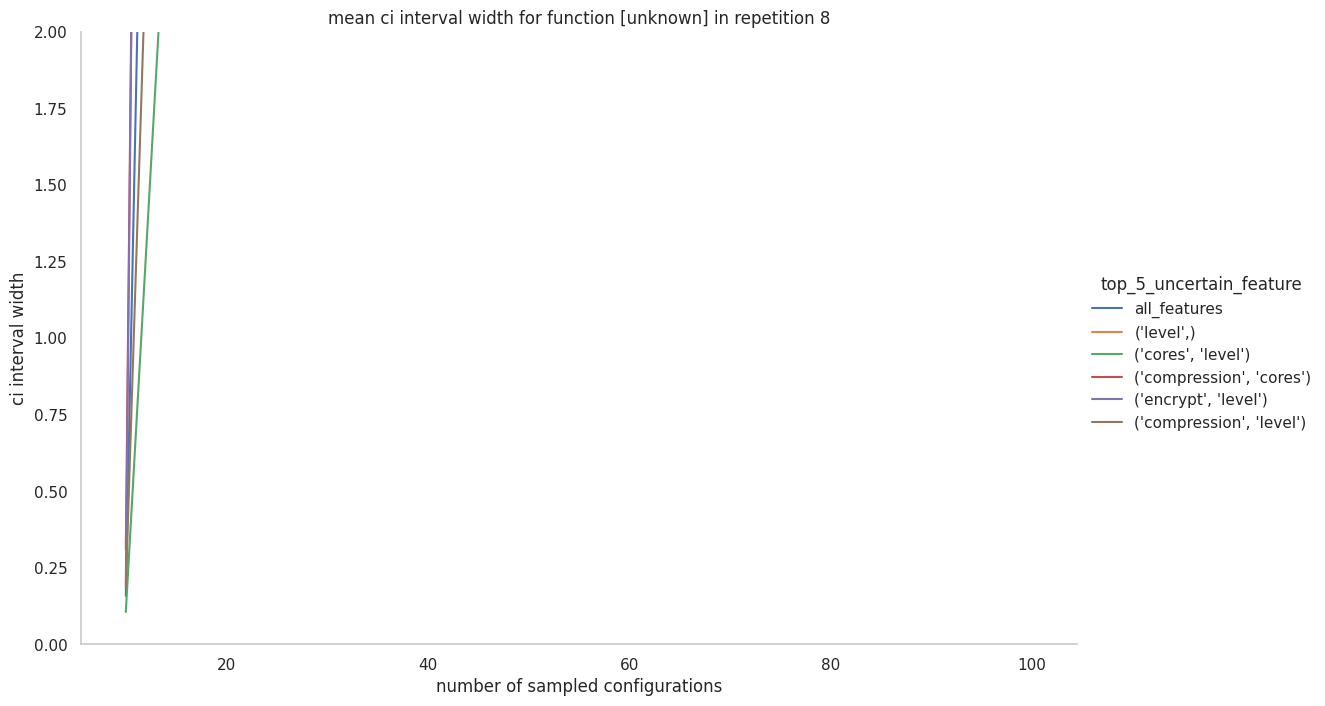 mean ci interval width for function [unknown] in repetition 8
2.00
1.75
1.50
1.25
1.00
0.75
0.50
0.25
0.00
ci interval width
20
40
60
80
100
number of sampled configurations
top_5_uncertain_feature
all_features
('level',)
('cores', 'level')
('compression', 'cores')
('encrypt', 'level')
('compression', 'level')